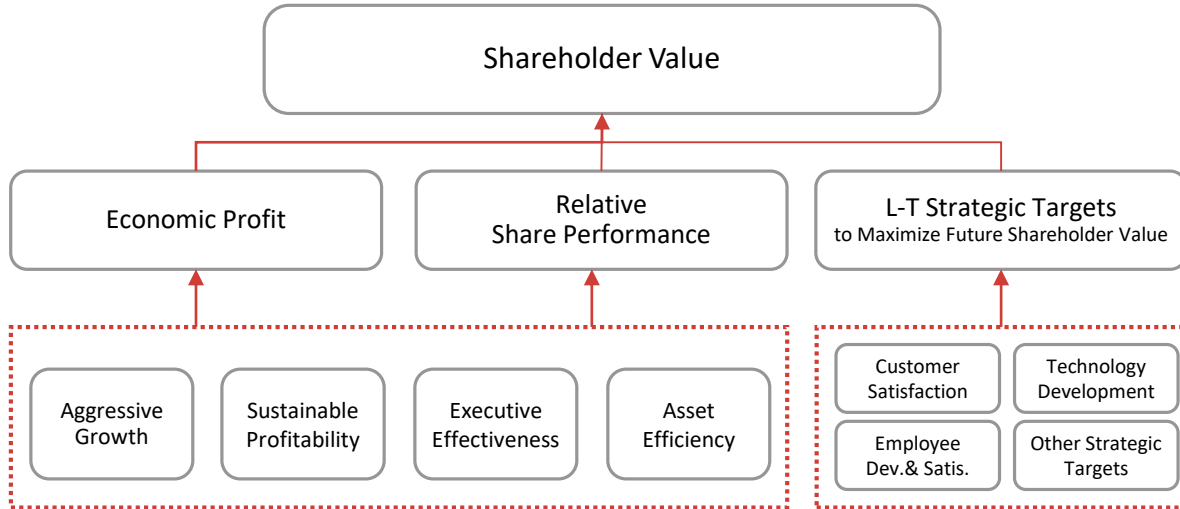 Shareholder Value
Economic Profit
Relative
Share Performance
L-T Strategic Targets
to Maximize Future Shareholder Value
Aggressive
Growth
Sustainable
Profitability
Executive
Effectiveness
Asset
Efficiency
Customer
Satisfaction
Technology
Development
Employee
Dev.& Satis.
Other Strategic
Targets